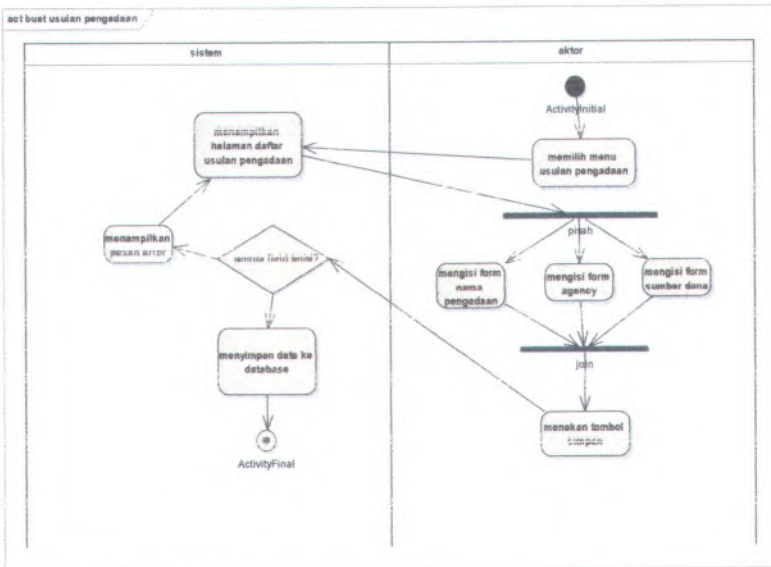 act buat usulan pengadaan
sistem
aktor
ActivityInitial
menampilkan
halaman daftar
usulan pengadaan
memilih menu
usulan pengadaan
pisah
menampilkan
pesan error
mengisi form
nama
pengadaan
mengisi form
agency
mengisi form
sumber dana
menyimpan data ke
database
join
menekan tombol
simpan
ActivityFinal